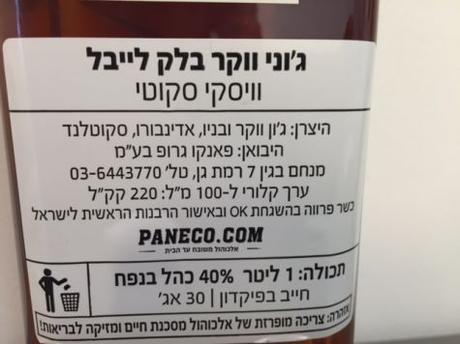 ג'וני ווקר בלק לייבל
וויסקי סקוטי
היצרן: ג'ון ווקר ובניו, אדינבורו, סקוטלנד
היבואן: פאנקו גרופ בע"מ
מנחם בגין 7 רמת גן, טל' 03-6443770
ערך קלורי ל-100 מ"ל: 220 קק"ל
כשר פרווה בהשגחת OK ובאישור הרבנות הראשית לישראל
PANECO.COM
אלכוהול משובח עד הבית
תכולה: 1 ליטר 40% כהל בנפח
חייב בפיקדון | 30 אג'
אזהרה: צריכה מופרזת של אלכוהול מסכנת חיים ומזיקה לבריאות!